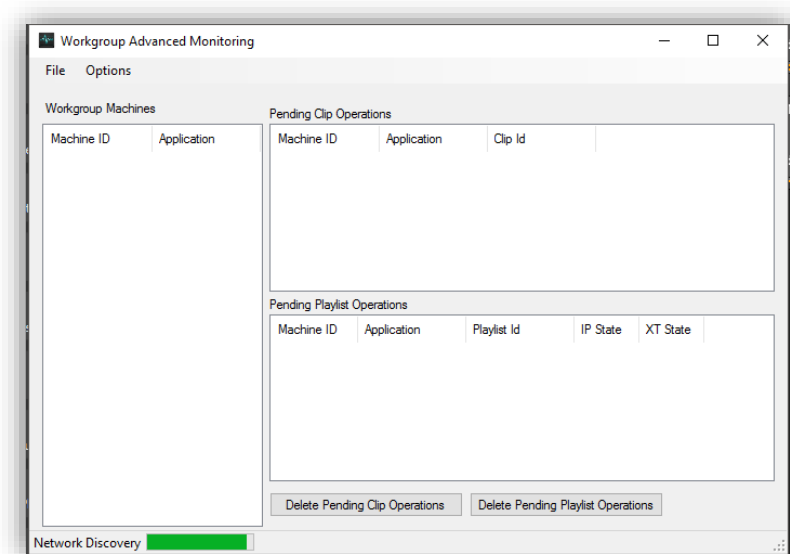 Workgroup Advanced Monitoring
File Options
Workgroup Machines
Machine ID Application
Pending Clip Operations
Machine ID Application Clip Id
Pending Playlist Operations
Machine ID Application Playlist Id IP State XT State
Delete Pending Clip Operations Delete Pending Playlist Operations
Network Discovery